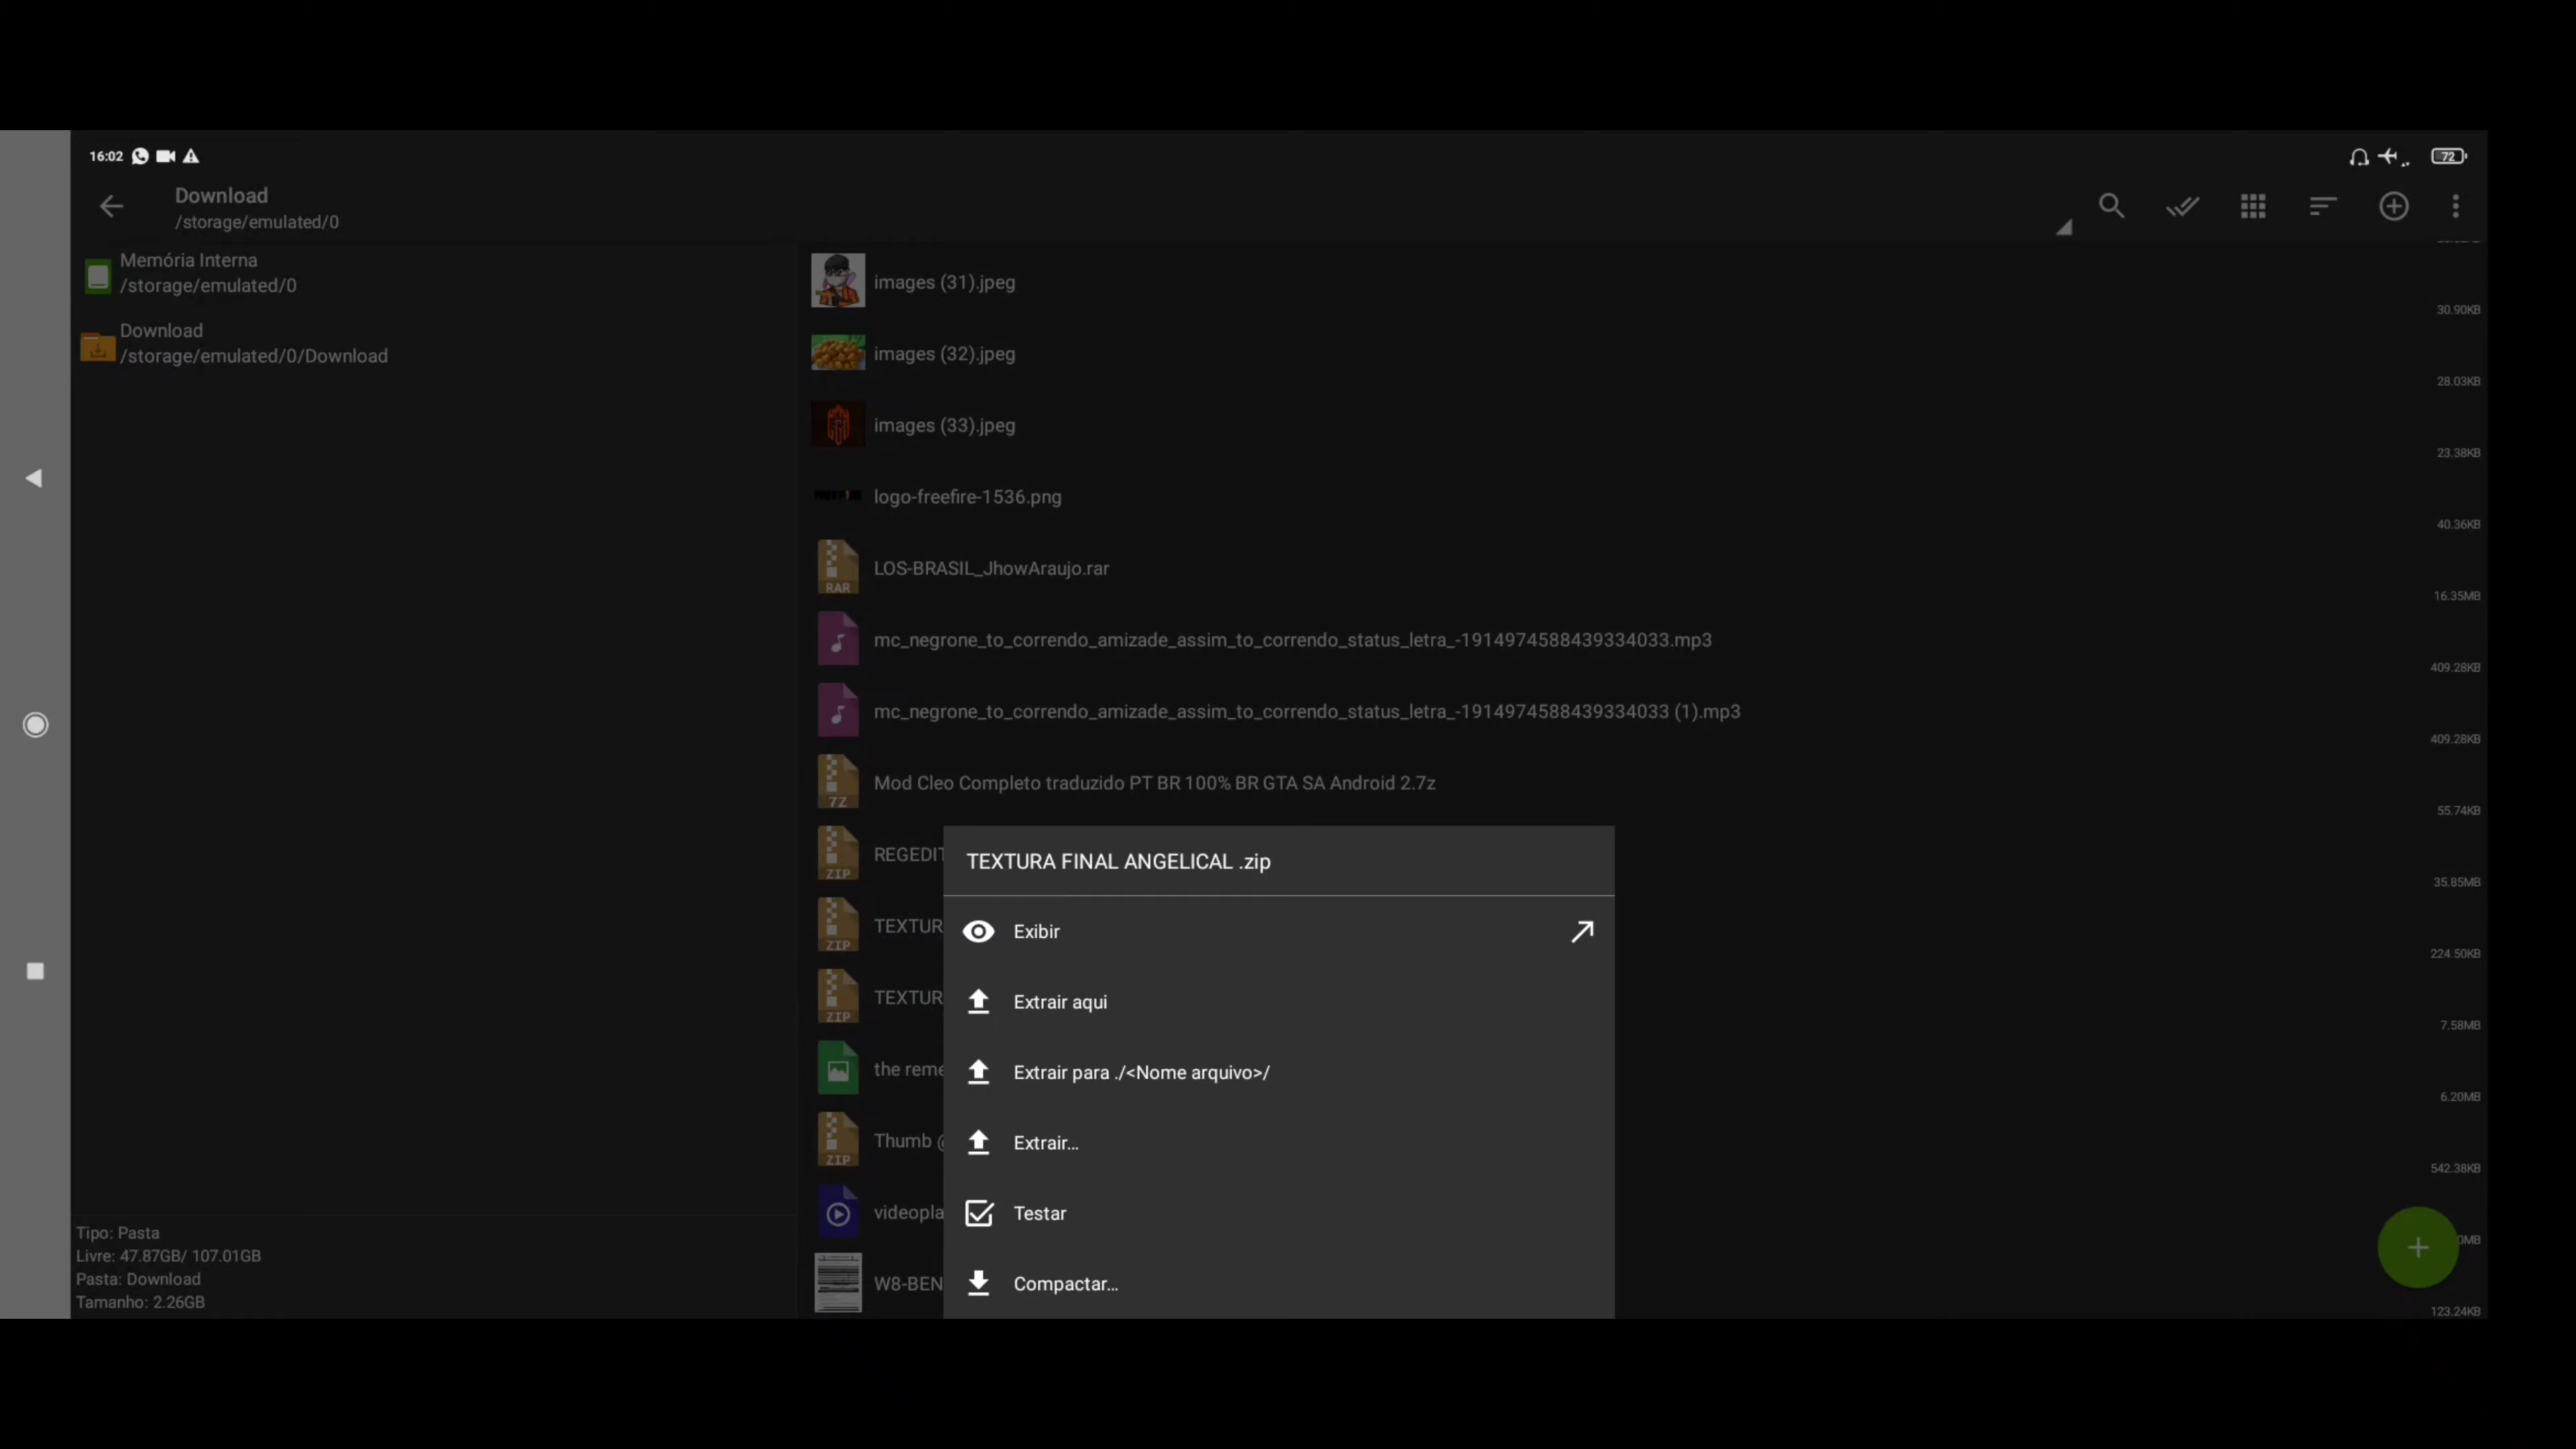 16:02
72
Download
/storage/emulated/0
Memória Interna
/storage/emulated/0
Download
/storage/emulated/0/Download
images (31).jpeg
30.90KB
images (32).jpeg
28.03KB
images (33).jpeg
23.38KB
logo-freefire-1536.png
40.36KB
RAR
LOS-BRASIL_JhowAraujo.rar
16.35MB
mc_negrone_to_correndo_amizade_assim_to_correndo_status_letra_-1914974588439334033.mp3
409.28KB
mc_negrone_to_correndo_amizade_assim_to_correndo_status_letra_-1914974588439334033 (1).mp3
409.28KB
7Z
Mod Cleo Completo traduzido PT BR 100% BR GTA SA Android 2.7z
55.74KB
ZIP
REGEDIT
35.85MB
ZIP
TEXTUR
224.50KB
ZIP
TEXTUR
7.58MB
the reme
6.20MB
ZIP
Thumb
542.38KB
videopla
0MB
W8-BEN
123.24KB
TEXTURA FINAL ANGELICAL .zip
Exibir
Extrair aqui
Extrair para ./<Nome arquivo>/
Extrair...
Testar
Compactar...
Tipo: Pasta
Livre: 47.87GB/ 107.01GB
Pasta: Download
Tamanho: 2.26GB